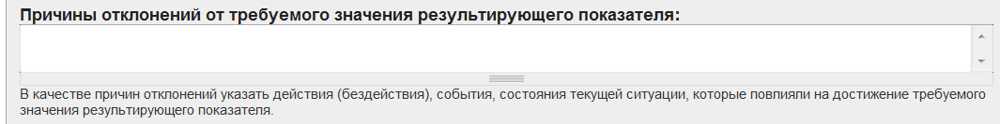 Причины отклонений от требуемого значения результирующего показателя:
В качестве причин отклонений указать действия (бездействия), события, состояния текущей ситуации, которые повлияли на достижение требуемого
значения результирующего показателя.